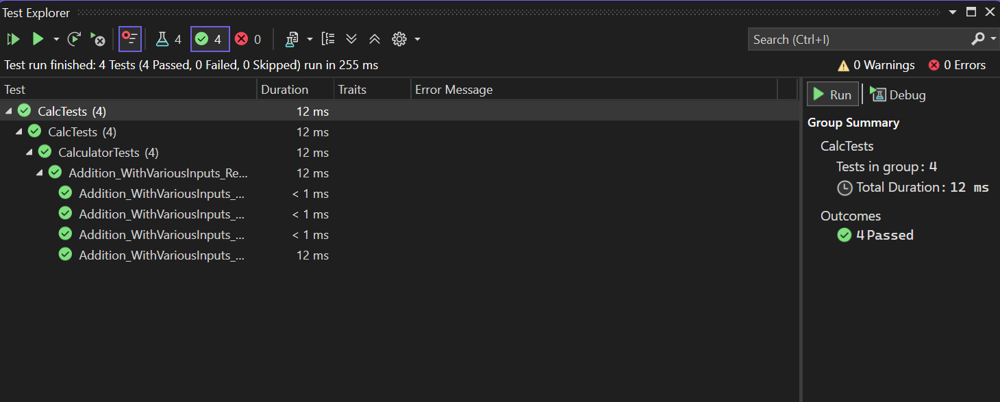 Test Explorer
4 4 0 Search (Ctrl+I)
Test run finished: 4 Tests (4 Passed, 0 Failed, 0 Skipped) run in 255 ms 0 Warnings 0 Errors
Test Duration Traits Error Message
CalcTests (4) 12 ms
CalcTests (4) 12 ms
CalculatorTests (4) 12 ms
Addition_WithVariousInputs_Re... 12 ms
Addition_WithVariousInputs_... < 1 ms
Addition_WithVariousInputs_... < 1 ms
Addition_WithVariousInputs_... < 1 ms
Addition_WithVariousInputs_... 12 ms
Run Debug
Group Summary
CalcTests
Tests in group: 4
Total Duration: 12 ms
Outcomes
4 Passed